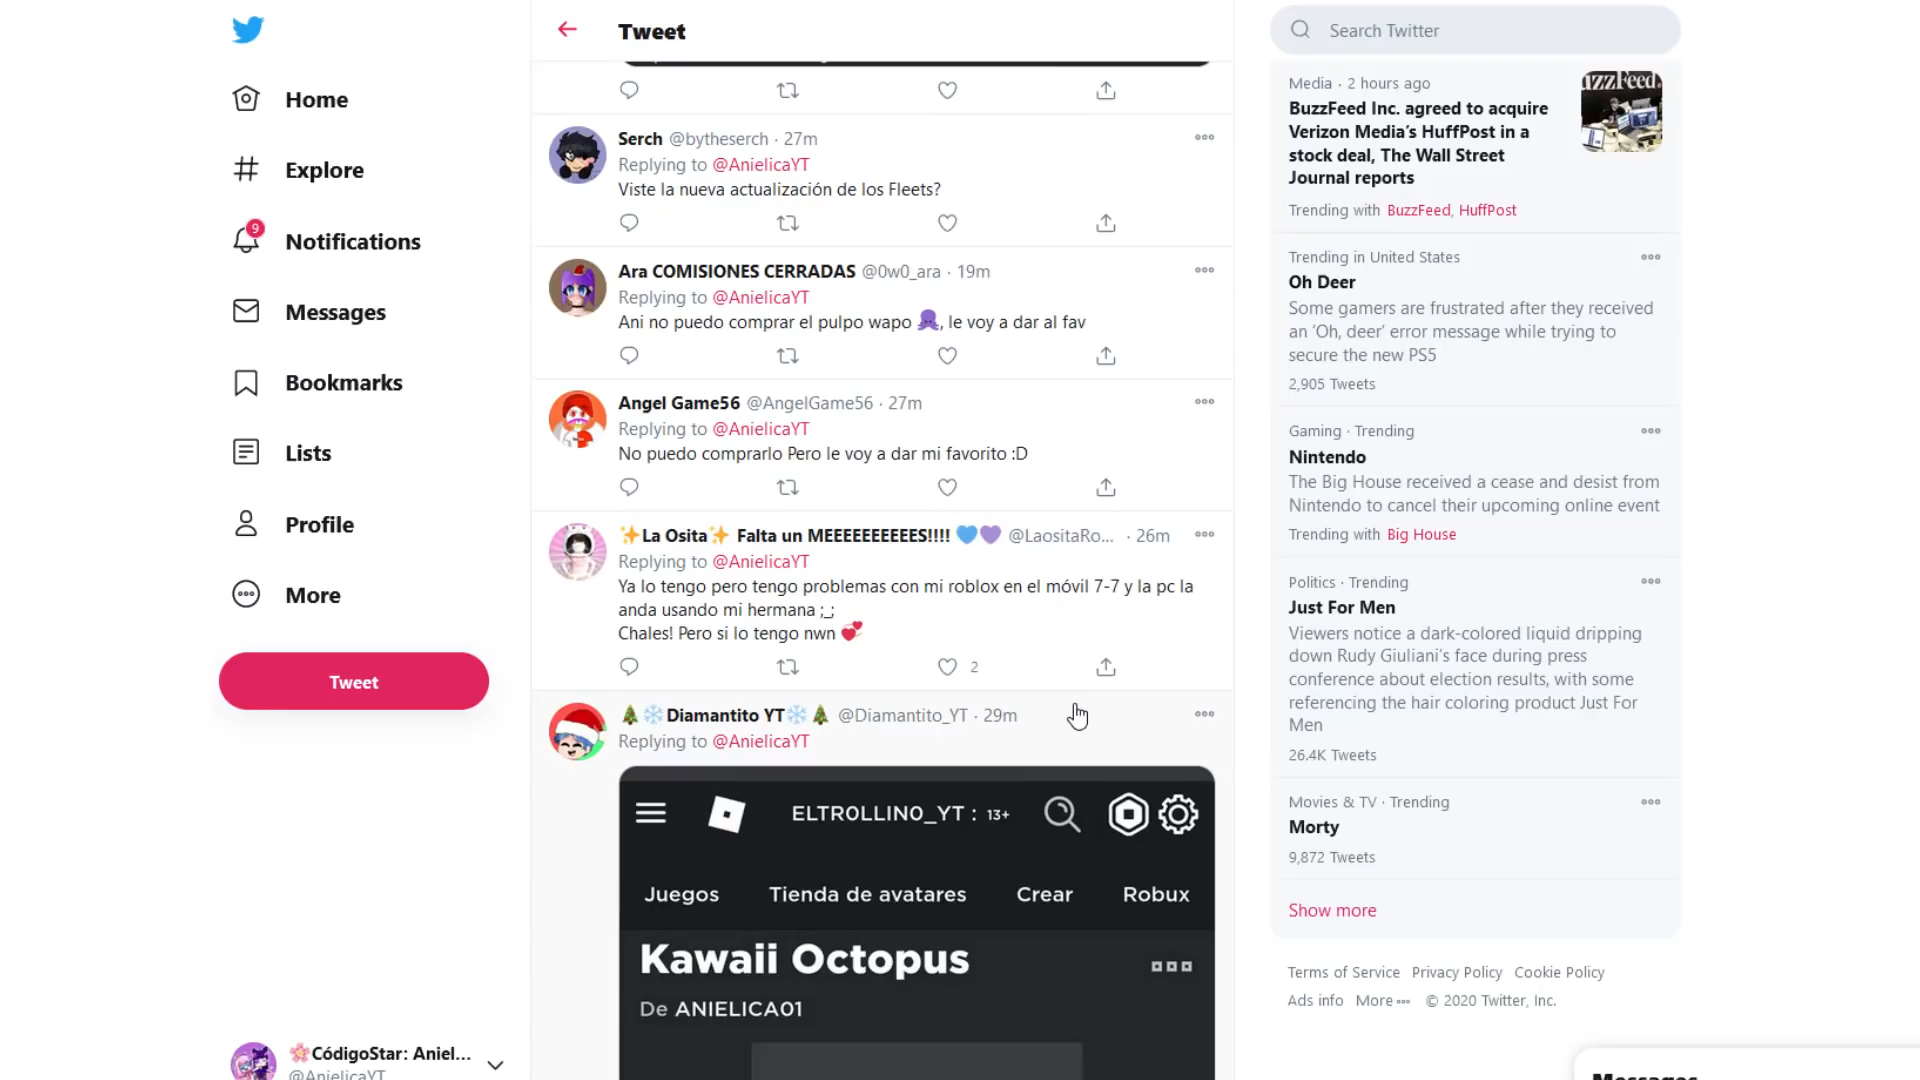 Home
Explore
9
Notifications
Messages
Bookmarks
Lists
Profile
More
Tweet
🌸CódigoStar: Aniel...
@AnielicaYT
Tweet
Serch @bytheserch · 27m
Replying to @AnielicaYT
Viste la nueva actualización de los Fleets?
Ara COMISIONES CERRADAS @0w0_ara · 19m
Replying to @AnielicaYT
Ani no puedo comprar el pulpo wapo 🐙, le voy a dar al fav
Angel Game56 @AngelGame56 · 27m
Replying to @AnielicaYT
No puedo comprarlo Pero le voy a dar mi favorito :D
✨La Osita✨ Falta un MEEEEEEEEEES!!!! 💙💜 @LaositaRo... · 26m
Replying to @AnielicaYT
Ya lo tengo pero tengo problemas con mi roblox en el móvil 7-7 y la pc la
anda usando mi hermana ;_;
Chales! Pero si lo tengo nwn 💞
2
🎄❄️Diamantito YT❄️🎄 @Diamantito_YT · 29m
Replying to @AnielicaYT
ELTR0LLIN0_YT : 13+
Juegos Tienda de avatares Crear Robux
Kawaii Octopus
De ANIELICA01
Search Twitter
Media · 2 hours ago
BuzzFeed Inc. agreed to acquire
Verizon Media's HuffPost in a
stock deal, The Wall Street
Journal reports
Trending with BuzzFeed, HuffPost
Trending in United States
Oh Deer
Some gamers are frustrated after they received
an 'Oh, deer' error message while trying to
secure the new PS5
2,905 Tweets
Gaming · Trending
Nintendo
The Big House received a cease and desist from
Nintendo to cancel their upcoming online event
Trending with Big House
Politics · Trending
Just For Men
Viewers notice a dark-colored liquid dripping
down Rudy Giuliani's face during press
conference about election results, with some
referencing the hair coloring product Just For
Men
26.4K Tweets
Movies & TV · Trending
Morty
9,872 Tweets
Show more
Terms of Service Privacy Policy Cookie Policy
Ads info More © 2020 Twitter, Inc.
Messages